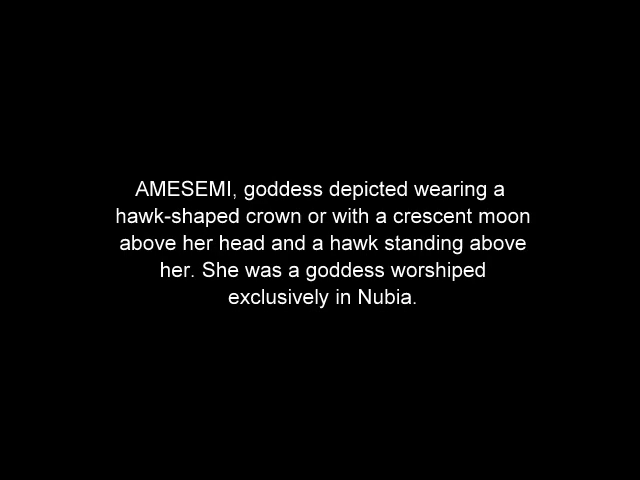 AMESEMI, goddess depicted wearing a
hawk-shaped crown or with a crescent moon
above her head and a hawk standing above
her. She was a goddess worshiped
exclusively in Nubia.